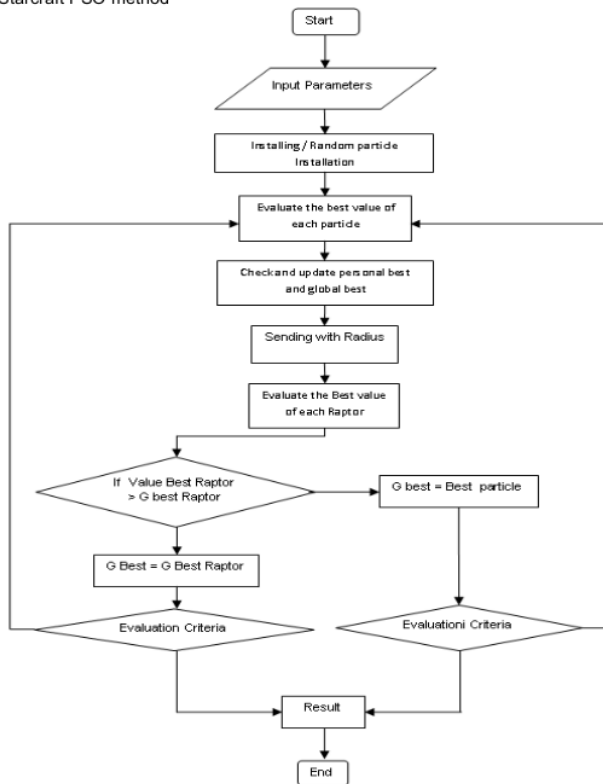 Starcraft PSO method
Start
Input Parameters
Installing / Random particle
Installation
Evaluate the best value of
each particle
Check and update personal best
and global best
Sending with Radius
Evaluate the Best value
of each Raptor
If Value Best Raptor
> G best Raptor
G best = Best particle
G Best = G Best Raptor
Evaluation Criteria
Evaluationi Criteria
Result
End